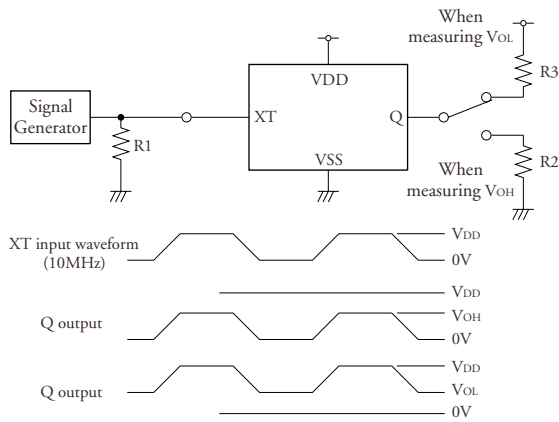 When
measuring VOL
R3
VDD
Signal
Generator
XT
Q
R1
VSS
When
measuring VOH
R2
XT input waveform
(10MHz)
VDD
0V
VDD
Q output
VOH
0V
VDD
Q output
VOL
0V